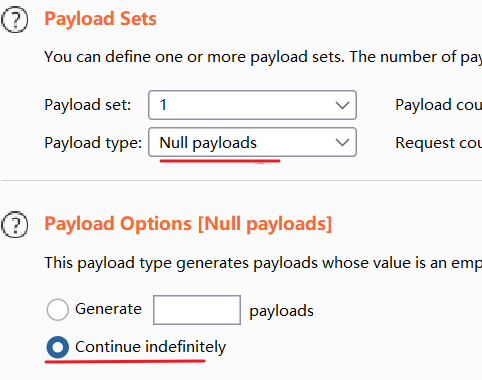 Payload Sets
You can define one or more payload sets. The number of pay
Payload set: 1 Payload cou
Payload type: Null payloads Request cou
Payload Options [Null payloads]
This payload type generates payloads whose value is an emp
Generate payloads
Continue indefinitely